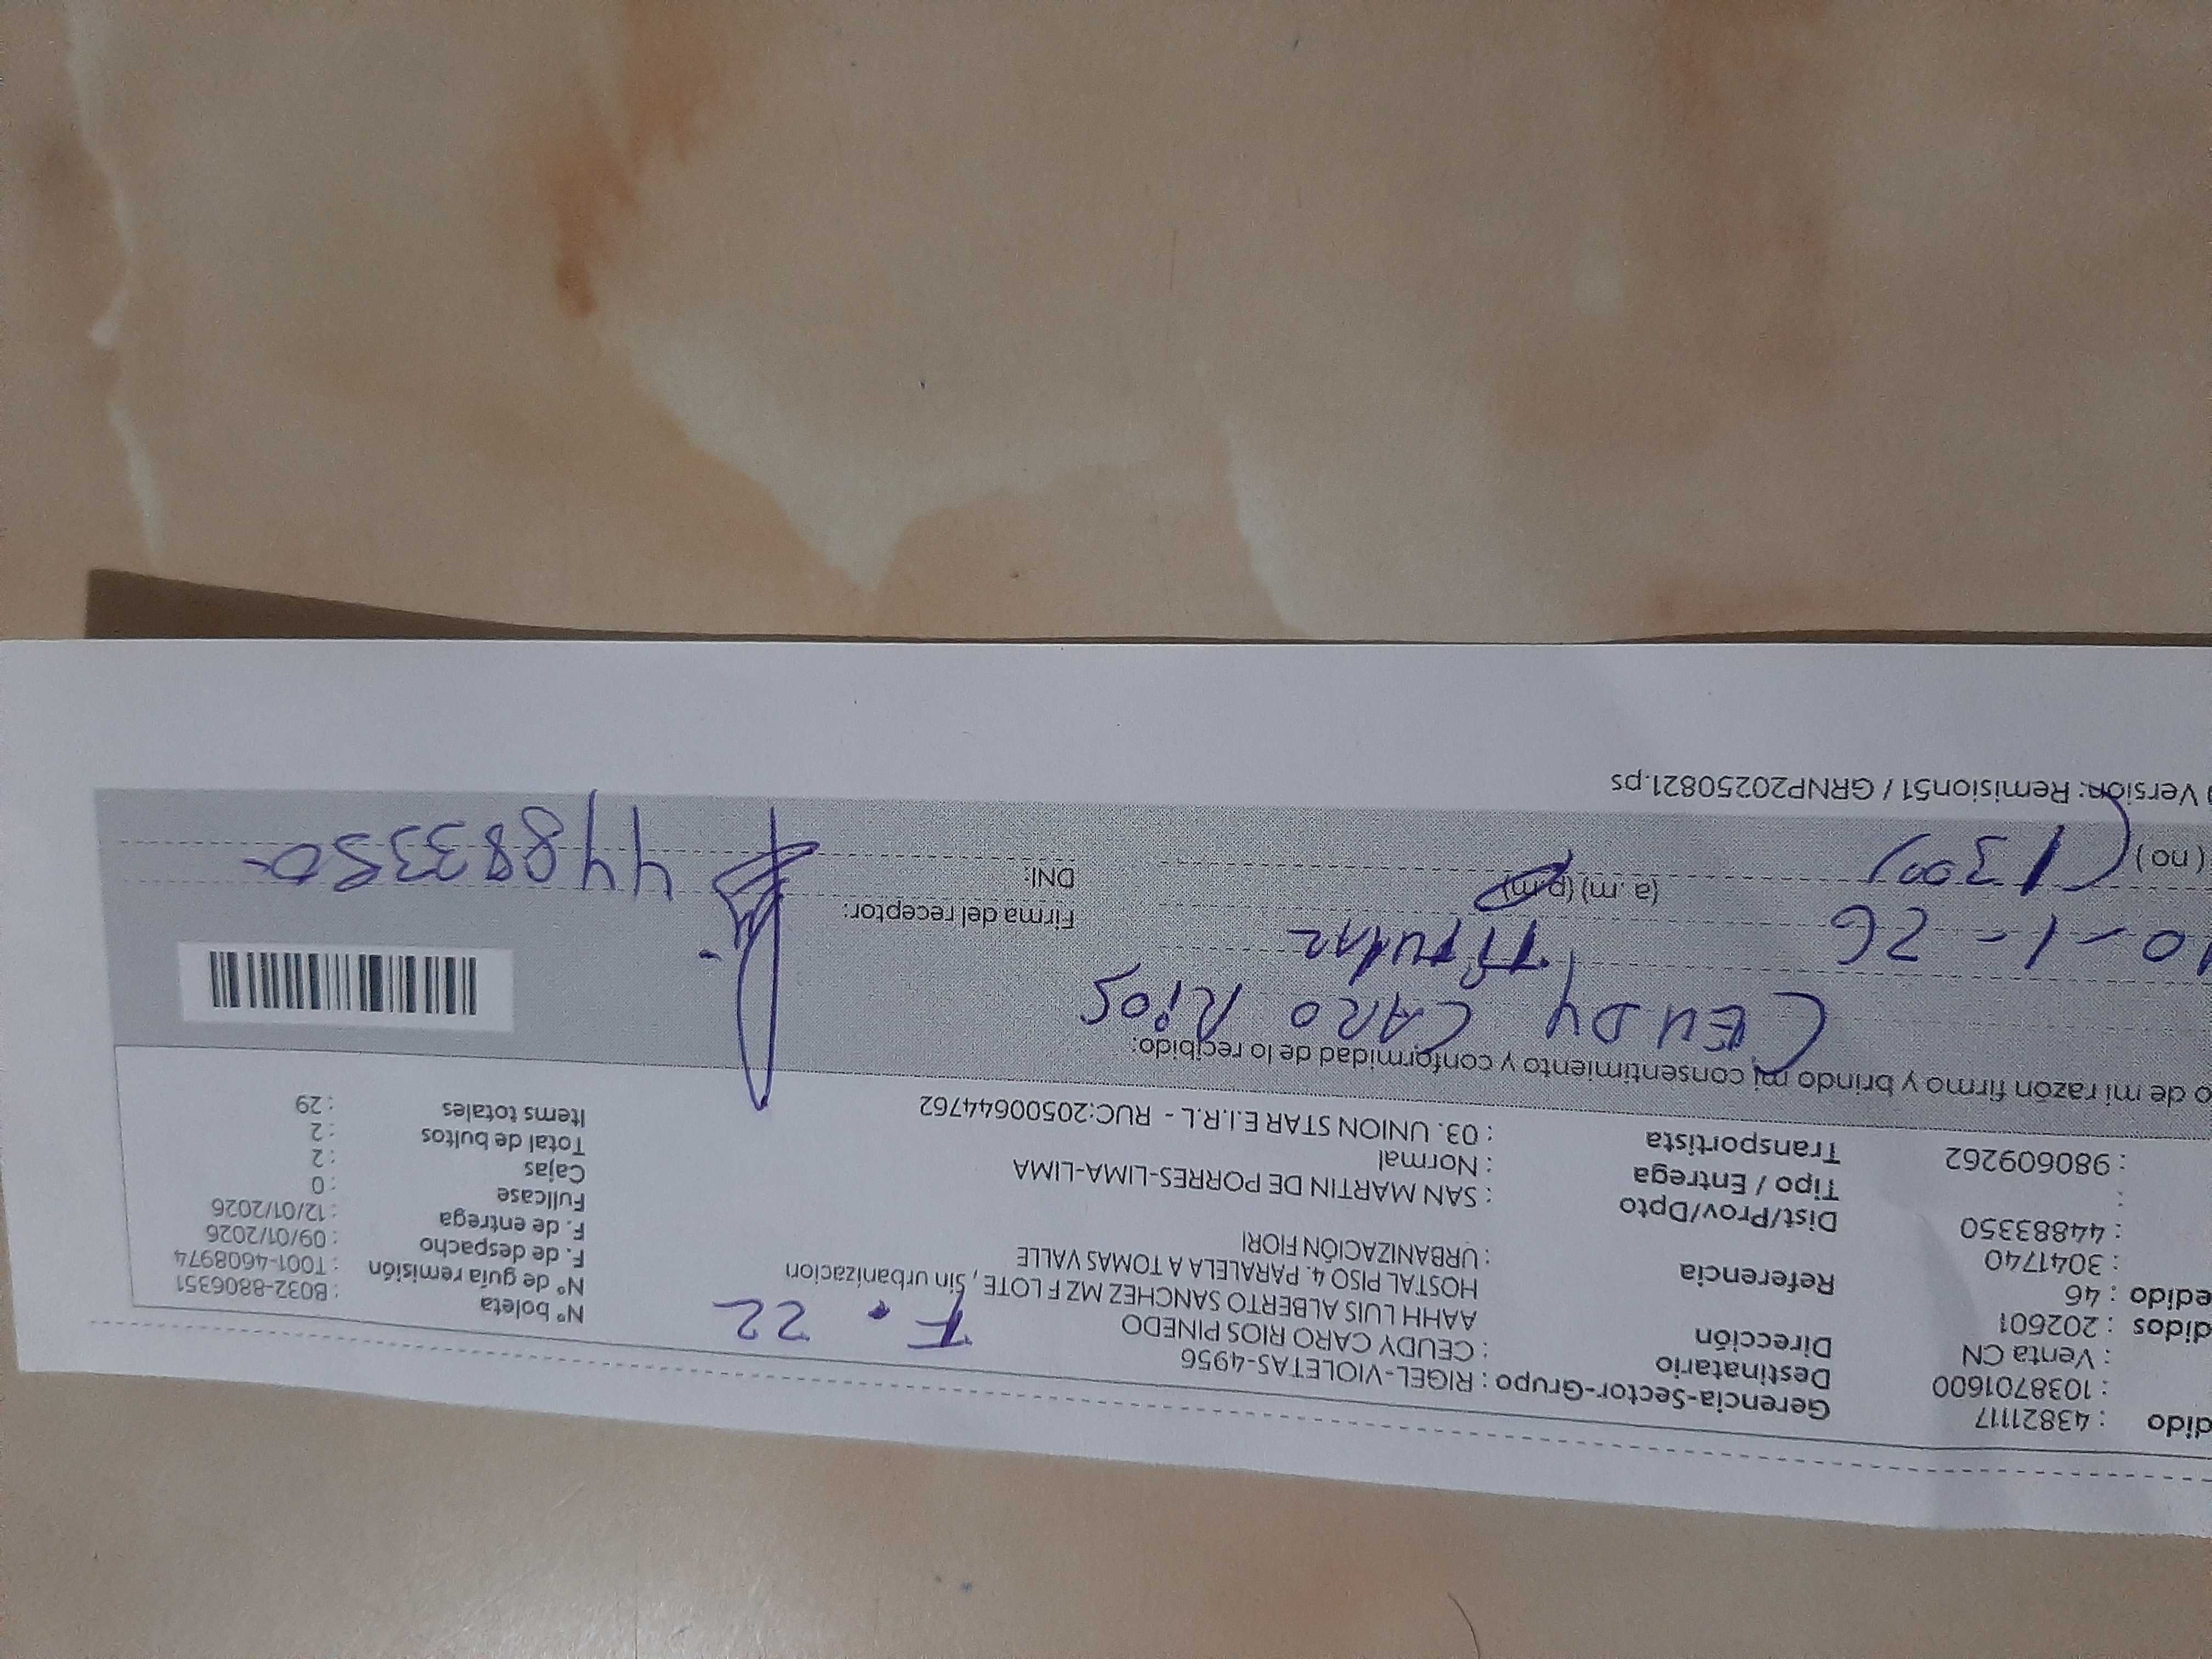 dido : 43821117
: 1038701600
: Venta CN
didos : 202601
edido : 46
: 3041740
: 44883350
:
: 980609262
Gerencia-Sector-Grupo : RIGEL-VIOLETAS-4956
Destinatario : CEUDY CARO RIOS PINEDO
Dirección AAHH LUIS ALBERTO SANCHEZ MZ F LOTE , Sin urbanizacion
HOSTAL PISO 4. PARALELA A TOMAS VALLE
Referencia : URBANIZACIÓN FIORI
Dist/Prov/Dpto : SAN MARTIN DE PORRES-LIMA-LIMA
Tipo / Entrega : Normal
Transportista : 03. UNION STAR E.I.R.L - RUC:20500644762
F. 22
Nº boleta : B032-8806351
Nº de guía remisión : T001-4608974
F. de despacho : 09/01/2026
F. de entrega : 12/01/2026
Fullcase : 0
Cajas : 2
Total de bultos : 2
Items totales : 29
o de mi razón firmo y brindo mi consentimiento y conformidad de lo recibido:
CEUDY CARO RiOS
10-1-26 Titular
Firma del receptor:
(no) (1300) (a. m) (p.m)
DNI: 44883350
Versión: Remision51 / GRNP20250821.ps